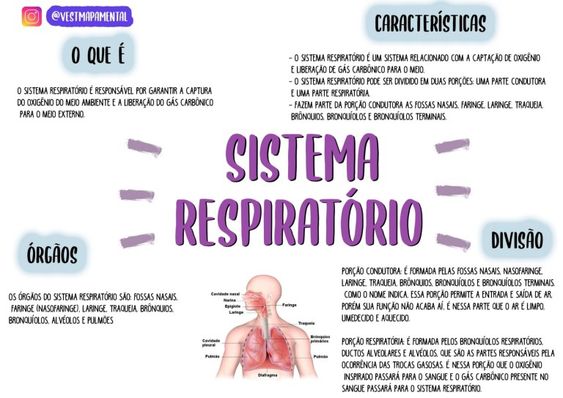 @VESTMAPAMENTAL
O QUE É
O SISTEMA RESPIRATÓRIO É RESPONSÁVEL POR GARANTIR A CAPTURA
DO OXIGÊNIO DO MEIO AMBIENTE E A LIBERAÇÃO DO GÁS CARBÔNICO
PARA O MEIO EXTERNO.
CARACTERÍSTICAS
- O SISTEMA RESPIRATÓRIO É UM SISTEMA RELACIONADO COM A CAPTAÇÃO DE OXIGÊNIO
E LIBERAÇÃO DE GÁS CARBÔNICO PARA O MEIO.
- O SISTEMA RESPIRATÓRIO PODE SER DIVIDIDO EM DUAS PORÇÕES: UMA PARTE CONDUTORA
E UMA PARTE RESPIRATÓRIA.
- FAZEM PARTE DA PORÇÃO CONDUTORA AS FOSSAS NASAIS, FARINGE, LARINGE, TRAQUEIA,
BRÔNQUIOS, BRONQUÍOLOS E BRONQUÍOLOS TERMINAIS.
SISTEMA
RESPIRATÓRIO
ÓRGÃOS
OS ÓRGÃOS DO SISTEMA RESPIRATÓRIO SÃO: FOSSAS NASAIS,
FARINGE (NASOFARINGE), LARINGE, TRAQUEIA, BRÔNQUIOS,
BRONQUÍOLOS, ALVÉOLOS E PULMÕES
Cavidade nasal
Narina
Epiglote
Laringe
Faringe
Traqueia
Cavidade
pleural
Brônquios
primários
Pulmão
Pulmão
Diafragma
DIVISÃO
PORÇÃO CONDUTORA: É FORMADA PELAS FOSSAS NASAIS, NASOFARINGE,
LARINGE, TRAQUEIA, BRÔNQUIOS, BRONQUÍOLOS E BRONQUÍOLOS TERMINAIS.
COMO O NOME INDICA, ESSA PORÇÃO PERMITE A ENTRADA E SAÍDA DE AR,
PORÉM SUA FUNÇÃO NÃO ACABA AÍ. É NESSA PARTE QUE O AR É LIMPO,
UMEDECIDO E AQUECIDO.
PORÇÃO RESPIRATÓRIA: É FORMADA PELOS BRONQUÍOLOS RESPIRATÓRIOS,
DUCTOS ALVEOLARES E ALVÉOLOS, QUE SÃO AS PARTES RESPONSÁVEIS PELA
OCORRÊNCIA DAS TROCAS GASOSAS. É NESSA PORÇÃO QUE O OXIGÊNIO
INSPIRADO PASSARÁ PARA O SANGUE E O GÁS CARBÔNICO PRESENTE NO
SANGUE PASSARÁ PARA O SISTEMA RESPIRATÓRIO.